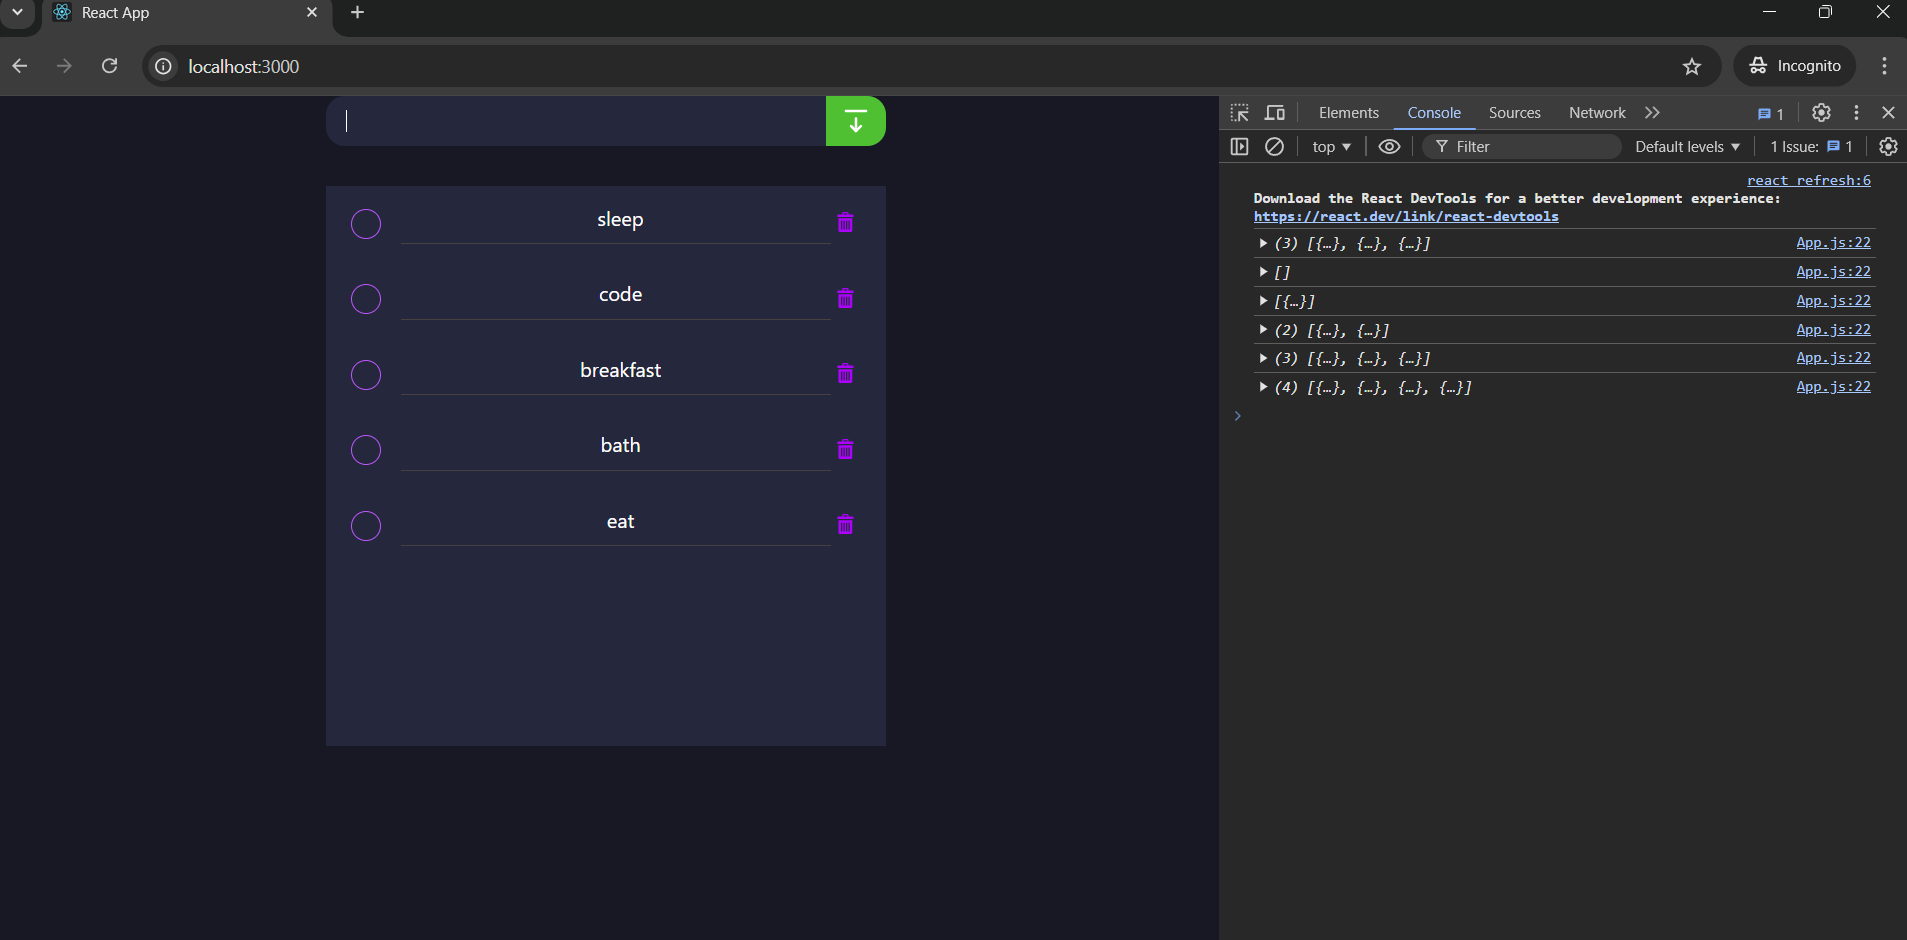 React App
localhost:3000
Incognito
Elements Console Sources Network 1
top Filter Default levels 1 Issue: 1
react refresh:6
Download the React DevTools for a better development experience:
https://react.dev/link/react-devtools
(3) [{…}, {…}, {…}] App.js:22
[] App.js:22
[{…}] App.js:22
(2) [{…}, {…}] App.js:22
(3) [{…}, {…}, {…}] App.js:22
(4) [{…}, {…}, {…}, {…}] App.js:22
sleep
code
breakfast
bath
eat